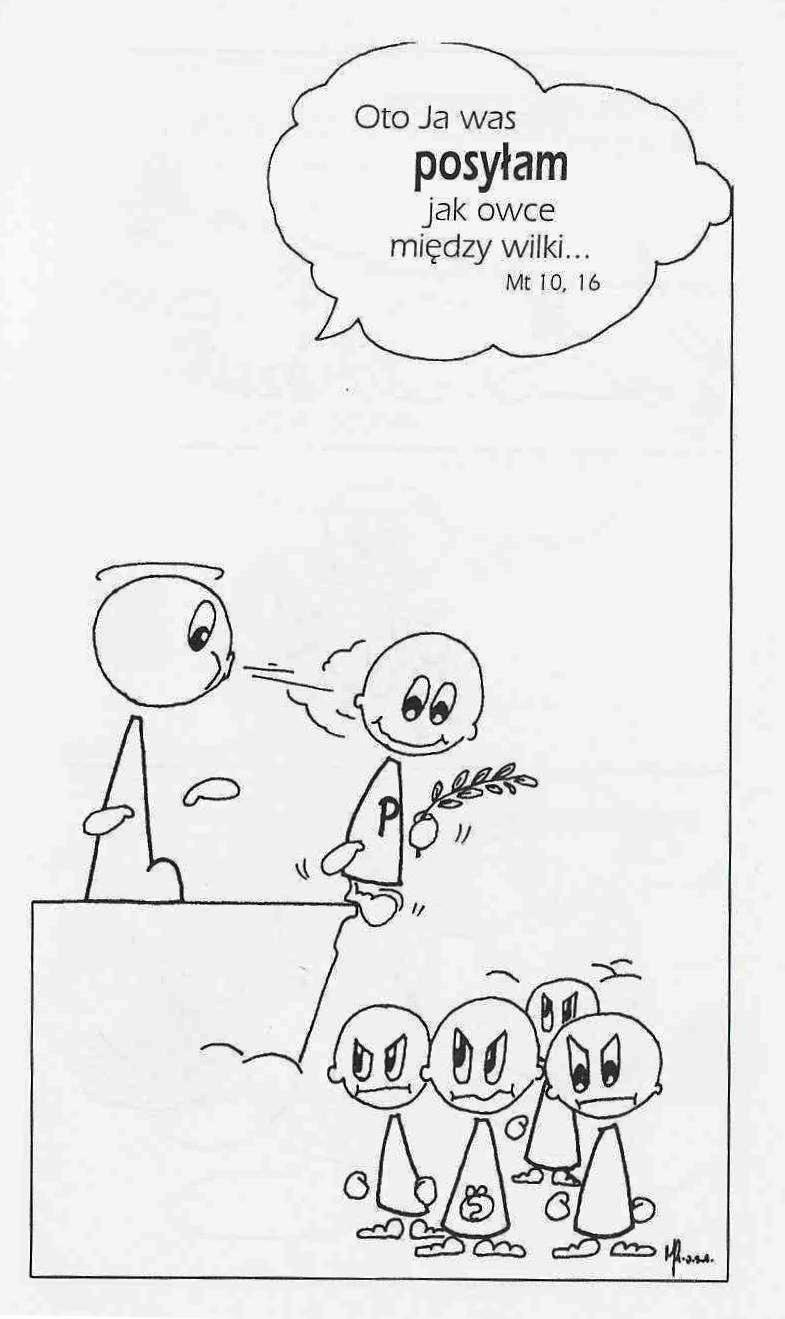 Oto Ja was
posyłam
jak owce
między wilki...
Mt 10, 16
P